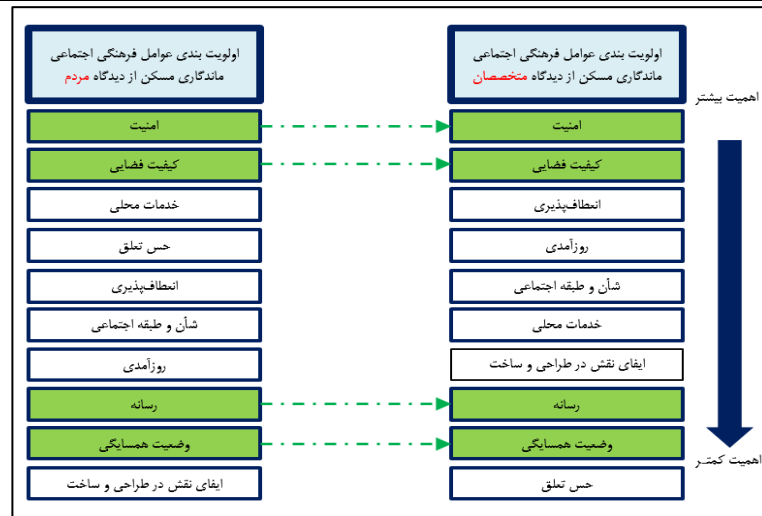 اولویت بندی عوامل فرهنگی اجتماعی
ماندگاری مسکن از دیدگاه متخصصان
اولویت بندی عوامل فرهنگی اجتماعی
ماندگاری مسکن از دیدگاه مردم
اهمیت بیشتر
امنیت
امنیت
کیفیت فضایی
کیفیت فضایی
انعطاف‌پذیری
خدمات محلی
روزآمدی
حس تعلق
شأن و طبقه اجتماعی
انعطاف‌پذیری
خدمات محلی
شأن و طبقه اجتماعی
ایفای نقش در طراحی و ساخت
روزآمدی
رسانه
رسانه
وضعیت همسایگی
وضعیت همسایگی
اهمیت کمتر
حس تعلق
ایفای نقش در طراحی و ساخت